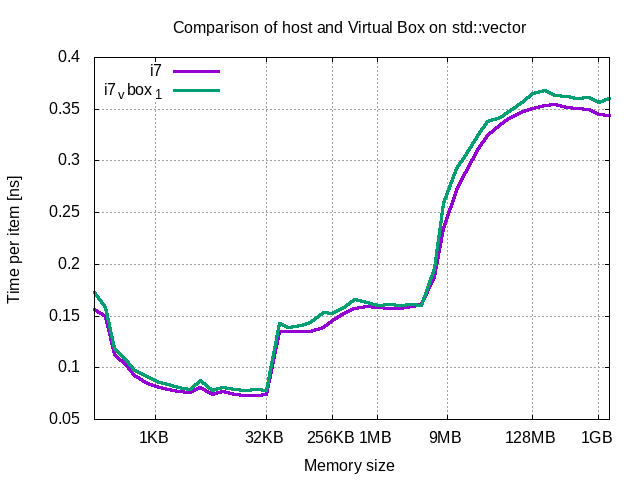 Comparison of host and Virtual Box on std::vector
0.4
i7
i7vbox1
0.35
0.3
0.25
0.2
0.15
0.1
0.05
Time per item [ns]
1KB 32KB 256KB 1MB 9MB 128MB 1GB
Memory size